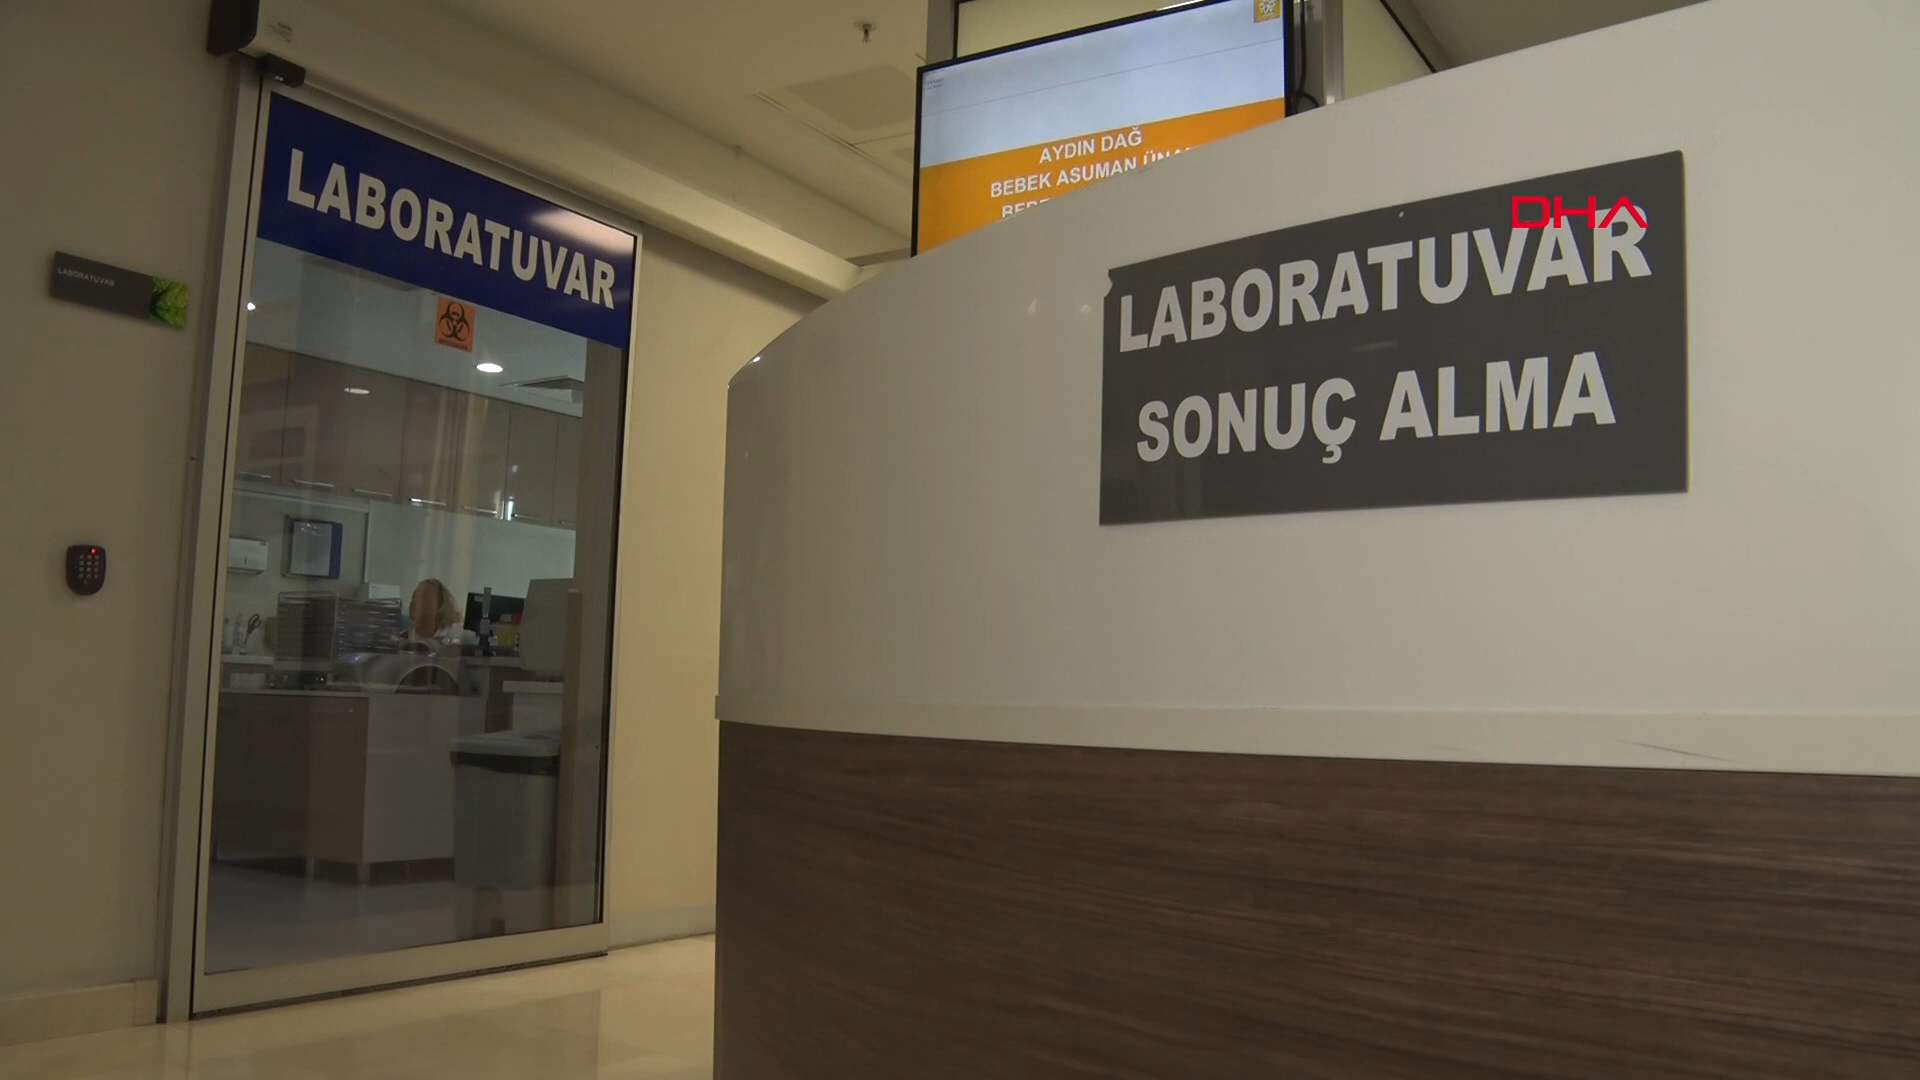 LABORATUVAR
LABORATUVAR
AYDIN DAĞ
BEBEK ASUMAN
DHA
LABORATUVAR
SONUÇ ALMA